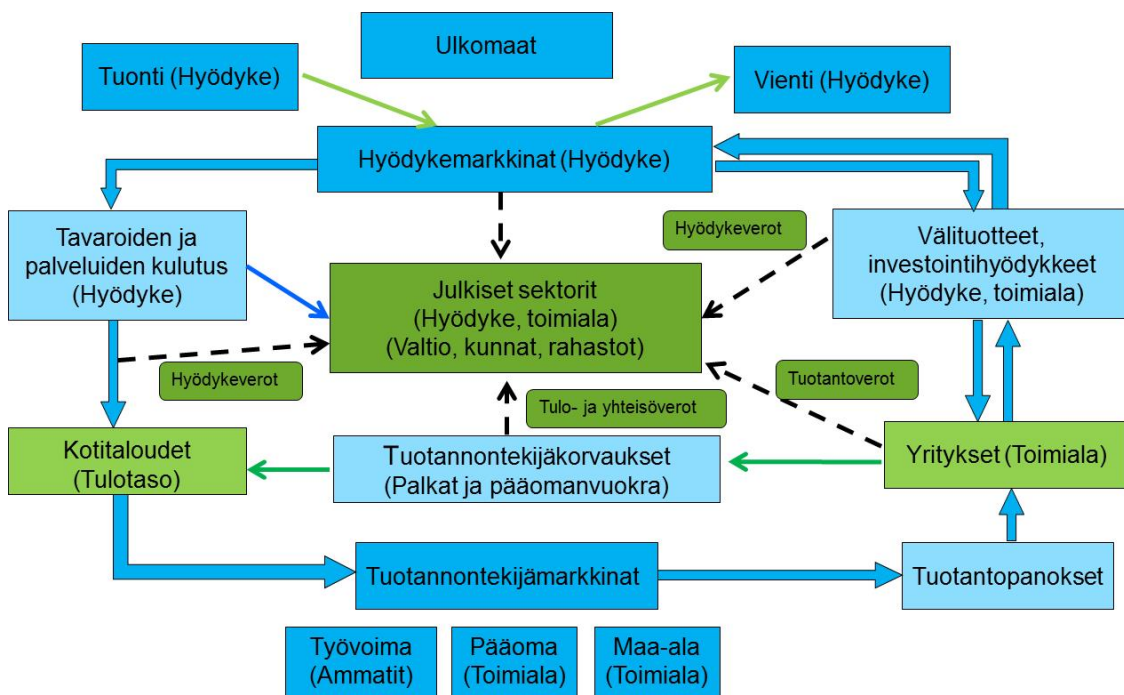 Ulkomaat
Tuonti (Hyödyke)
Vienti (Hyödyke)
Hyödykemarkkinat (Hyödyke)
Tavaroiden ja
palveluiden kulutus
(Hyödyke)
Hyödykeverot
Välituotteet,
investointihyödykkeet
(Hyödyke, toimiala)
Julkiset sektorit
(Hyödyke, toimiala)
(Valtio, kunnat, rahastot)
Hyödykeverot
Tuotantoverot
Tulo- ja yhteisöverot
Kotitaloudet
(Tulotaso)
Tuotannontekijäkorvaukset
(Palkat ja pääomanvuokra)
Yritykset (Toimiala)
Tuotannontekijämarkkinat
Tuotantopanokset
Työvoima
(Ammatit)
Pääoma
(Toimiala)
Maa-ala
(Toimiala)